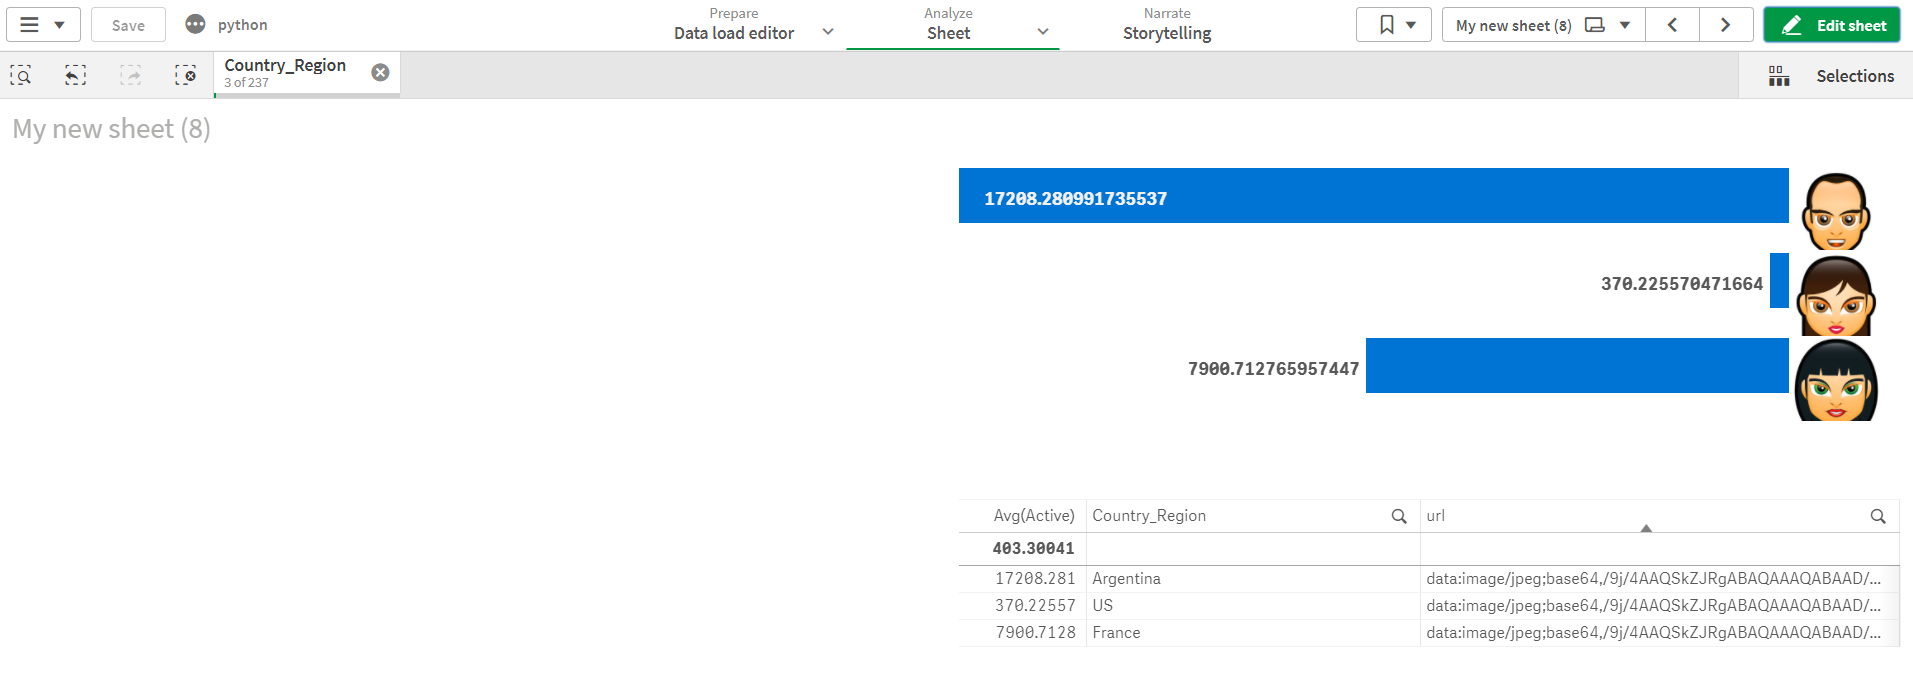 Save
python
Prepare
Data load editor
Analyze
Sheet
Narrate
Storytelling
My new sheet (8)
Edit sheet
Country_Region
3 of 237
Selections
My new sheet (8)
17208.280991735537
370.225570471664
7900.712765957447
Avg(Active) Country_Region url
403.30041
17208.281 Argentina data:image/jpeg;base64,/9j/4AAQSkZJRgABAQAAAQABAAD/...
370.22557 US data:image/jpeg;base64,/9j/4AAQSkZJRgABAQAAAQABAAD/...
7900.7128 France data:image/jpeg;base64,/9j/4AAQSkZJRgABAQAAAQABAAD/...